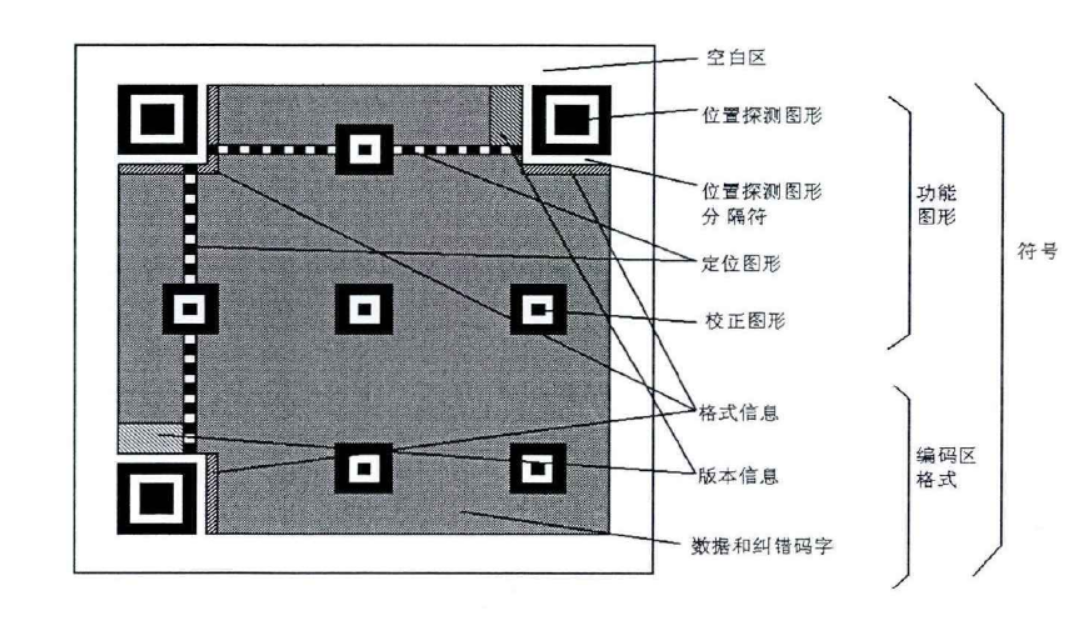 空白区
位置探测图形
位置探测图形
分 隔符
功能
图形
符号
定位图形
校正图形
格式信息
编码区
格式
版本信息
数据和纠错码字